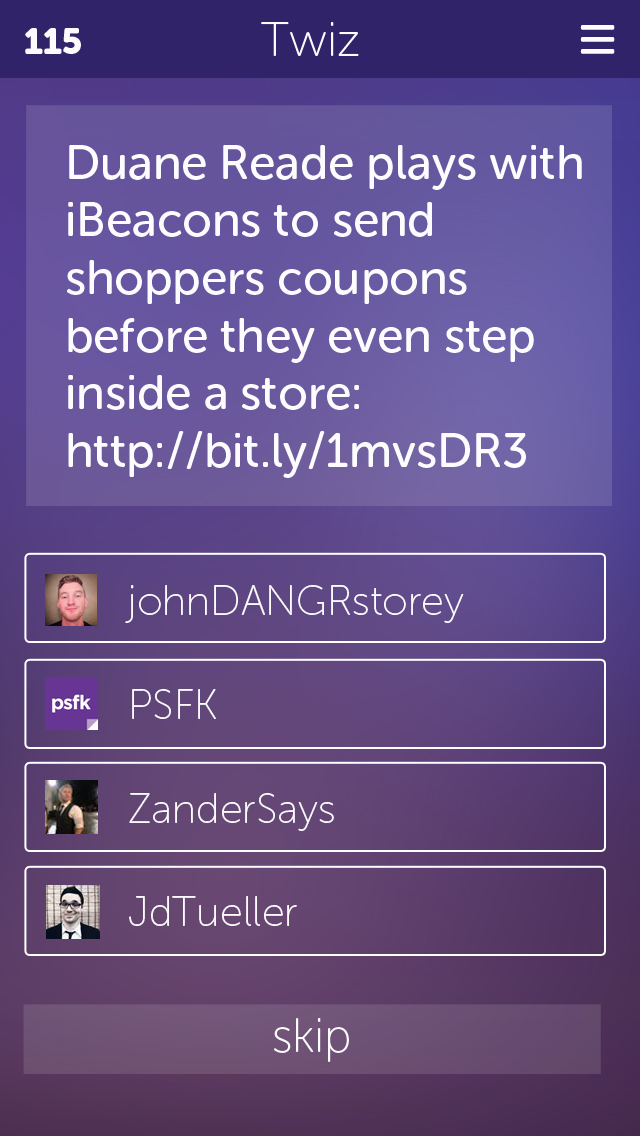 115
Twiz
Duane Reade plays with
iBeacons to send
shoppers coupons
before they even step
inside a store:
http://bit.ly/1mvsDR3
johnDANGRstorey
psfk
PSFK
ZanderSays
JdTueller
skip